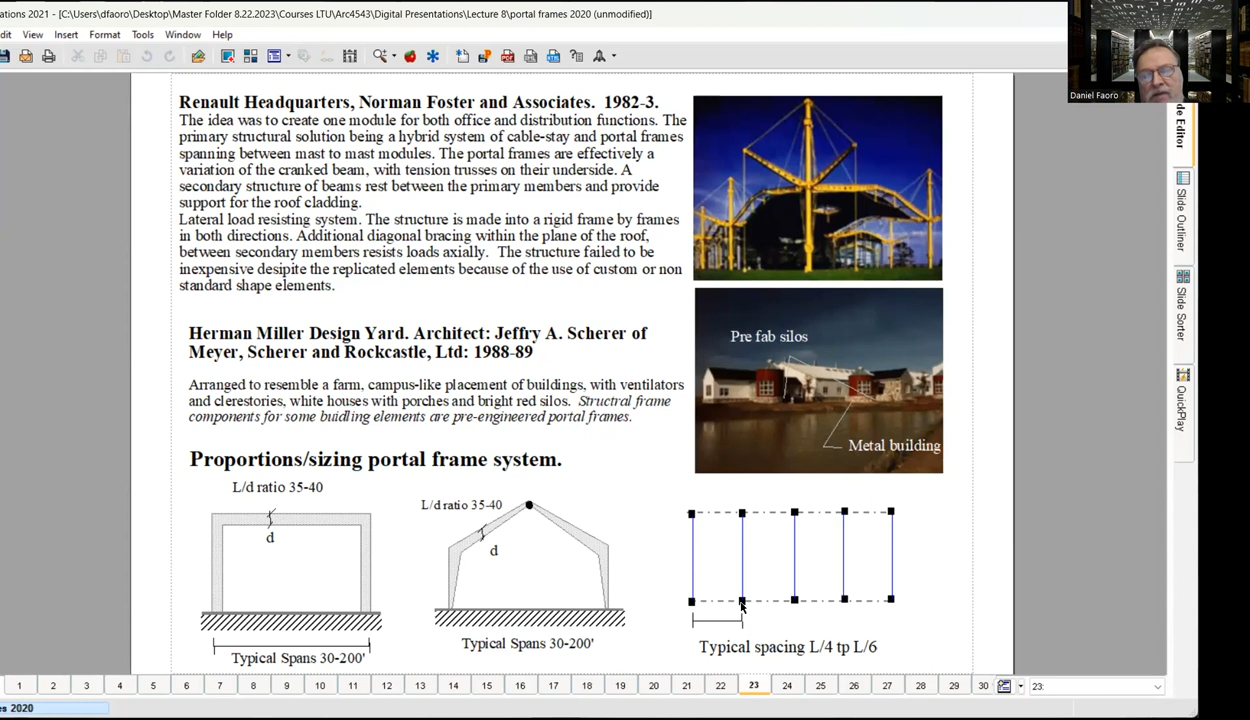 ations 2021 - [C:\Users\dfaoro\Desktop\Master Folder 8.22.2023\Courses LTU\Arc4543\Digital Presentations\Lecture 8\portal frames 2020 (unmodified)]
dit View Insert Format Tools Window Help
Daniel Faoro
Renault Headquarters, Norman Foster and Associates. 1982-3.
The idea was to create one module for both office and distribution functions. The
primary structural solution being a hybrid system of cable-stay and portal frames
spanning between mast to mast modules. The portal frames are effectively a
variation of the cranked beam, with tension trusses on their underside. A
secondary structure of beams rest between the primary members and provide
support for the roof cladding.
Lateral load resisting system. The structure is made into a rigid frame by frames
in both directions. Additional diagonal bracing within the plane of the roof,
between secondary members resists loads axially. The structure failed to be
inexpensive desipite the replicated elements because of the use of custom or non
standard shape elements.
Herman Miller Design Yard. Architect: Jeffry A. Scherer of
Meyer, Scherer and Rockcastle, Ltd: 1988-89
Arranged to resemble a farm, campus-like placement of buildings, with ventilators
and clerestories, white houses with porches and bright red silos. Structral frame
components for some buidling elements are pre-engineered portal frames.
Pre fab silos
Metal building
Proportions/sizing portal frame system.
L/d ratio 35-40
d
Typical Spans 30-200'
L/d ratio 35-40
d
Typical Spans 30-200'
Typical spacing L/4 tp L/6
de Editor
Slide Outliner
Slide Sorter
QuickPlay
1 2 3 4 5 6 7 8 9 10 11 12 13 14 15 16 17 18 19 20 21 22 23 24 25 26 27 28 29 30 23:
es 2020